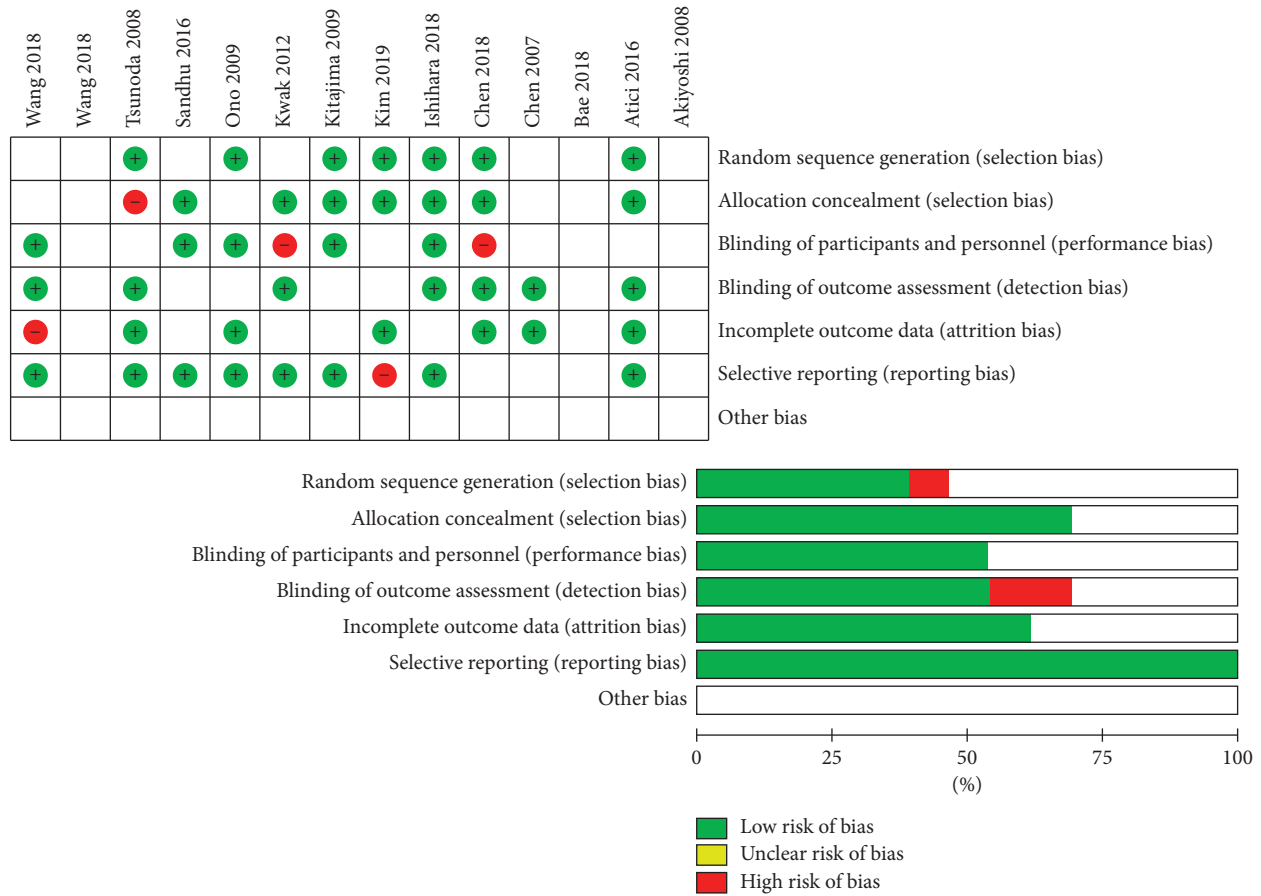 Wang 2018
Wang 2018
Tsunoda 2008
Sandhu 2016
Ono 2009
Kwak 2012
Kitajima 2009
Kim 2019
Ishihara 2018
Chen 2018
Chen 2007
Bae 2018
Atici 2016
Akiyoshi 2008
+ + + + + + + Random sequence generation (selection bias)
– + + + + + + + Allocation concealment (selection bias)
+ + + – + + – Blinding of participants and personnel (performance bias)
+ + + + + + + Blinding of outcome assessment (detection bias)
– + + + + + + Incomplete outcome data (attrition bias)
+ + + + + + – + + Selective reporting (reporting bias)
Other bias
Random sequence generation (selection bias)
Allocation concealment (selection bias)
Blinding of participants and personnel (performance bias)
Blinding of outcome assessment (detection bias)
Incomplete outcome data (attrition bias)
Selective reporting (reporting bias)
Other bias
0 25 50 75 100
(%)
Low risk of bias
Unclear risk of bias
High risk of bias